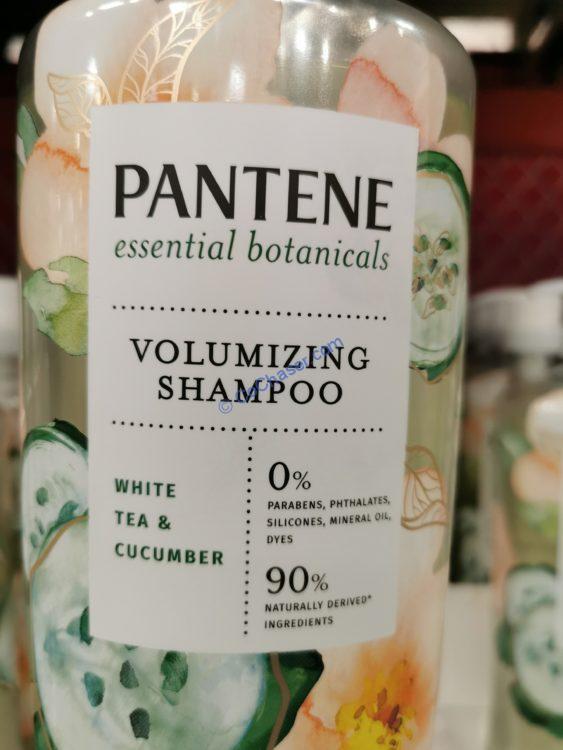 PANTENE
essential botanicals
VOLUMIZING
SHAMPOO
WHITE
TEA &
CUCUMBER
0%
PARABENS, PHTHALATES,
SILICONES, MINERAL OIL,
DYES
90%
NATURALLY DERIVED*
INGREDIENTS